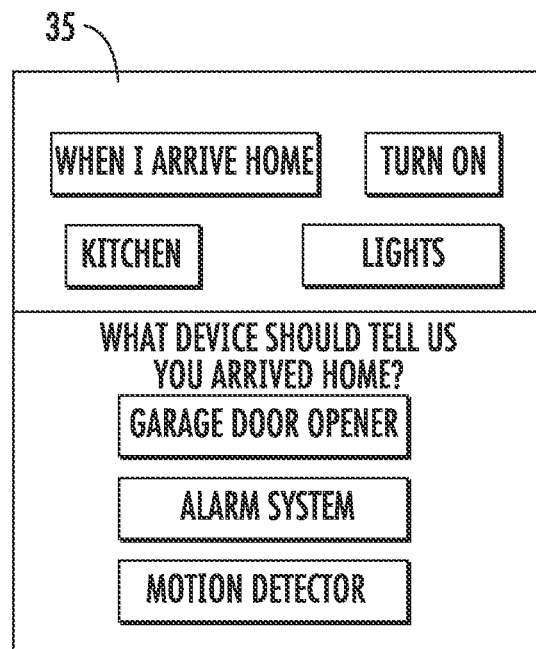 35
WHEN I ARRIVE HOME TURN ON
KITCHEN LIGHTS
WHAT DEVICE SHOULD TELL US
YOU ARRIVED HOME?
GARAGE DOOR OPENER
ALARM SYSTEM
MOTION DETECTOR